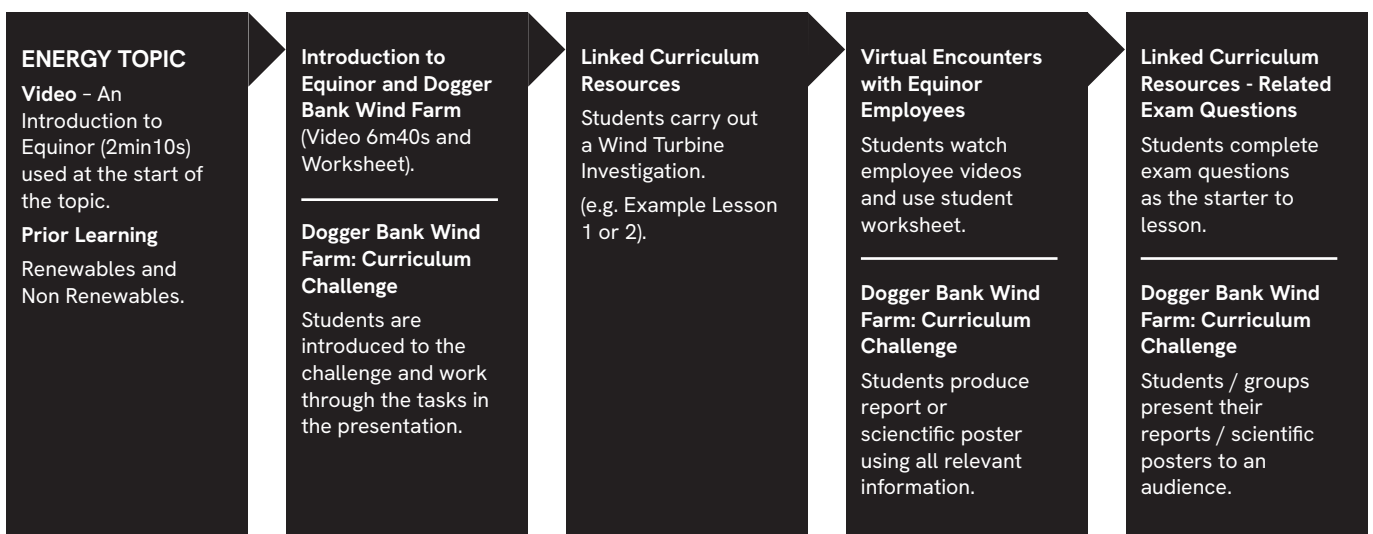 ENERGY TOPIC
Video – An
Introduction to
Equinor (2min10s)
used at the start of
the topic.
Prior Learning
Renewables and
Non Renewables.
Introduction to
Equinor and Dogger
Bank Wind Farm
(Video 6m40s and
Worksheet).
Dogger Bank Wind
Farm: Curriculum
Challenge
Students are
introduced to the
challenge and work
through the tasks in
the presentation.
Linked Curriculum
Resources
Students carry out
a Wind Turbine
Investigation.
(e.g. Example Lesson
1 or 2).
Virtual Encounters
with Equinor
Employees
Students watch
employee videos
and use student
worksheet.
Dogger Bank Wind
Farm: Curriculum
Challenge
Students produce
report or
scienctific poster
using all relevant
information.
Linked Curriculum
Resources - Related
Exam Questions
Students complete
exam questions
as the starter to
lesson.
Dogger Bank Wind
Farm: Curriculum
Challenge
Students / groups
present their
reports / scientific
posters to an
audience.